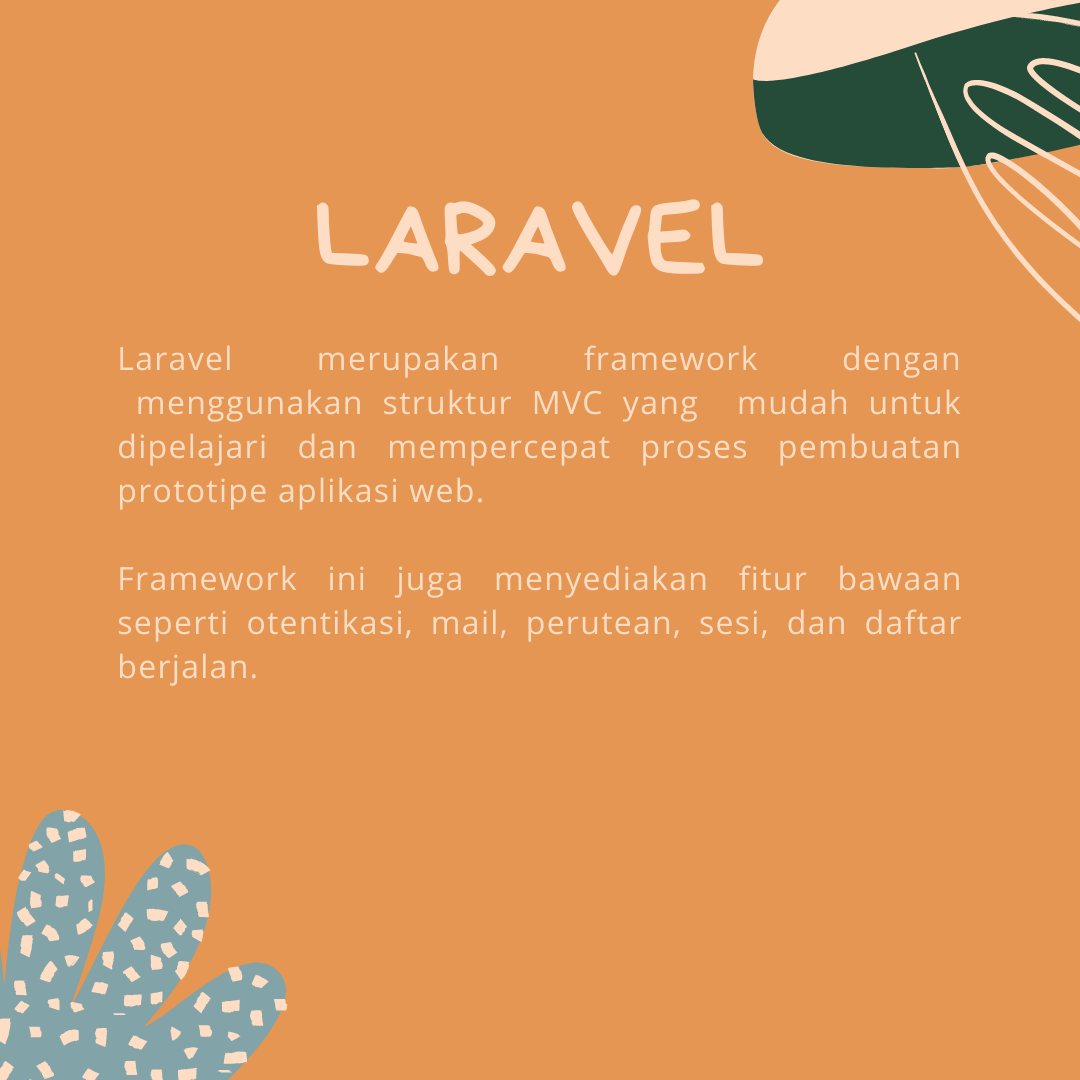 LARAVEL
Laravel merupakan framework dengan
menggunakan struktur MVC yang mudah untuk
dipelajari dan mempercepat proses pembuatan
prototipe aplikasi web.
Framework ini juga menyediakan fitur bawaan
seperti otentikasi, mail, perutean, sesi, dan daftar
berjalan.